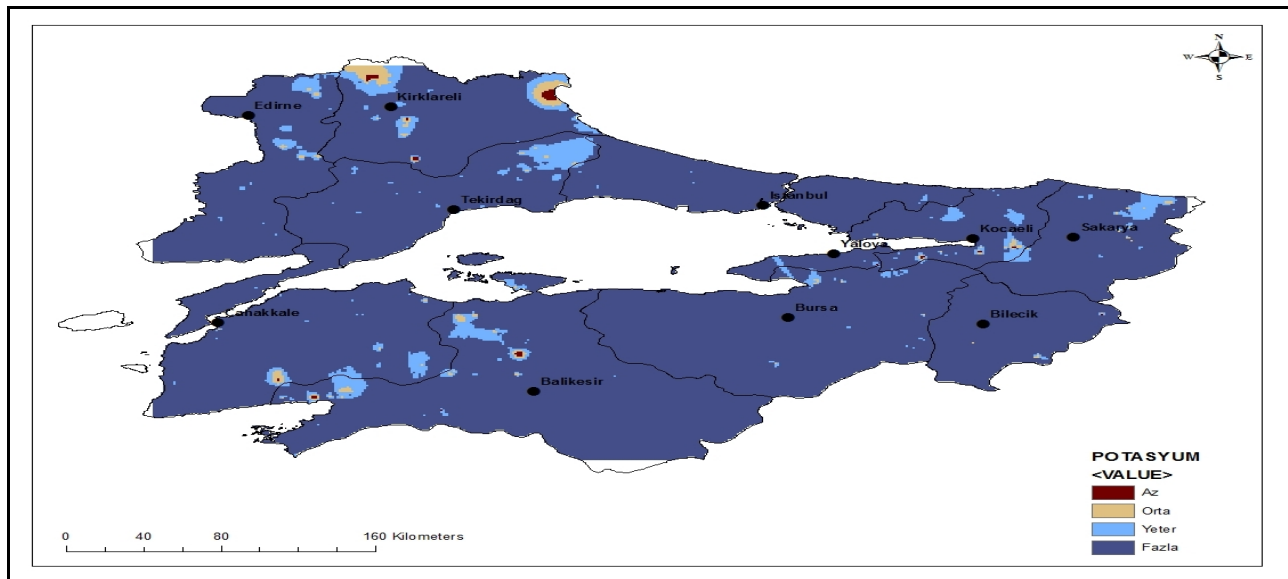 N
W E
S
Kirklareli
Edirne
Istanbul
Tekirdag
Kocaeli
Sakarya
Yalova
Canakkale
Bursa
Bilecik
Balikesir
POTASYUM
<VALUE>
Az
Orta
Yeter
Fazla
0 40 80 160 Kilometers